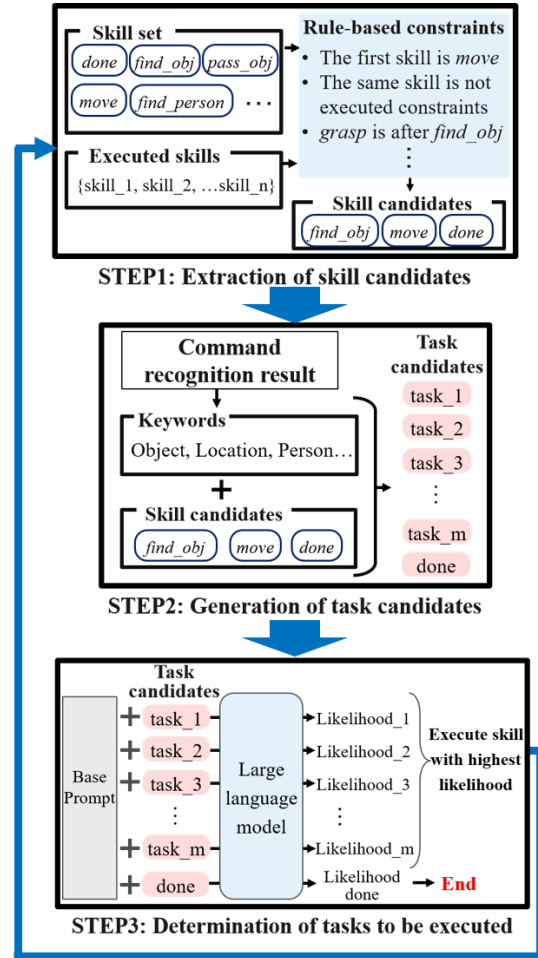 Skill set
done find_obj pass_obj
move find_person ...
Executed skills
{skill_1, skill_2, ...skill_n}
Rule-based constraints
• The first skill is move
• The same skill is not
executed constraints
• grasp is after find_obj
⋮
Skill candidates
find_obj move done
STEP1: Extraction of skill candidates
Command
recognition result
Keywords
Object, Location, Person...
+
Skill candidates
find_obj move done
Task
candidates
task_1
task_2
task_3
⋮
task_m
done
STEP2: Generation of task candidates
Base
Prompt
Task
candidates
+ task_1
+ task_2
+ task_3
⋮
+ task_m
+ done
Large
language
model
Likelihood_1
Likelihood_2
Likelihood_3
⋮
Likelihood_m
Likelihood
done
Execute skill
with highest
likelihood
End
STEP3: Determination of tasks to be executed